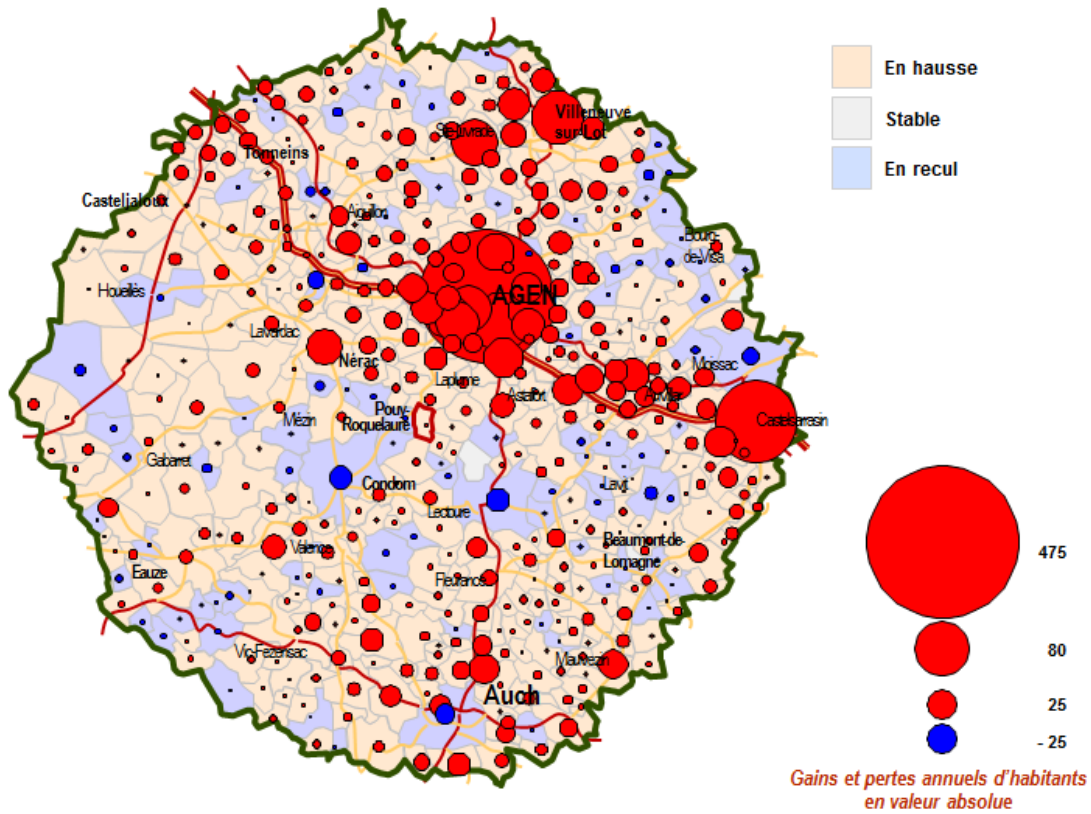 En hausse
Stable
En recul
Villeneuve
sur-Lot
Ste-Livrade
Tonneins
Casteljaloux
Aiguillon
Bourg-
de-Visa
Houeillès
AGEN
Lavardac
Nérac
Moissac
Laplume
Astafort
Auvillar
Pouy-
Roquelaure
Mézin
Castelsarrasin
Gabarret
Condom
Lavit
Lectoure
Valence
Beaumont-de-
Lomagne
Eauze
Fleurance
Vic-Fezensac
Mauvezin
Auch
475
80
25
- 25
Gains et pertes annuels d'habitants
en valeur absolue